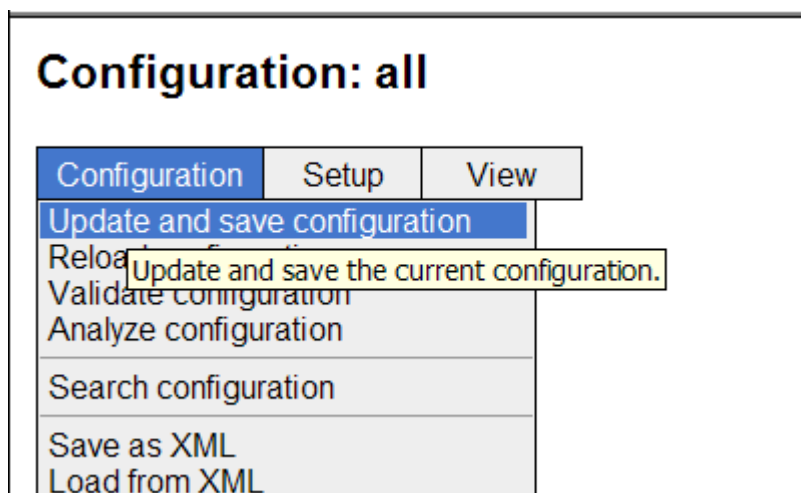 Configuration: all
Configuration Setup View
Update and save configuration
Reloa
Update and save the current configuration.
Validate configuration
Analyze configuration
Search configuration
Save as XML
Load from XML